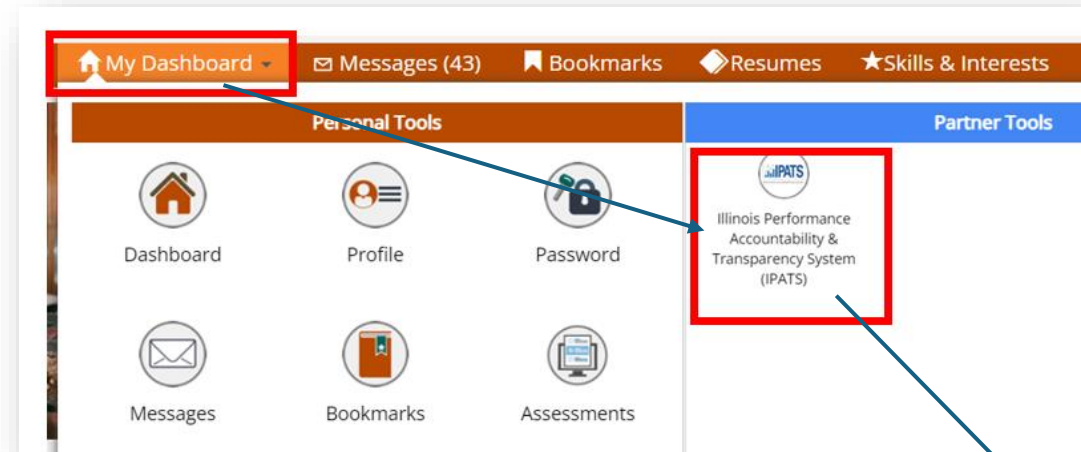 My Dashboard
Messages (43)
Bookmarks
Resumes
Skills & Interests
Personal Tools
Partner Tools
Dashboard
Profile
Password
IPATS
Illinois Performance
Accountability &
Transparency System
(IPATS)
Messages
Bookmarks
Assessments